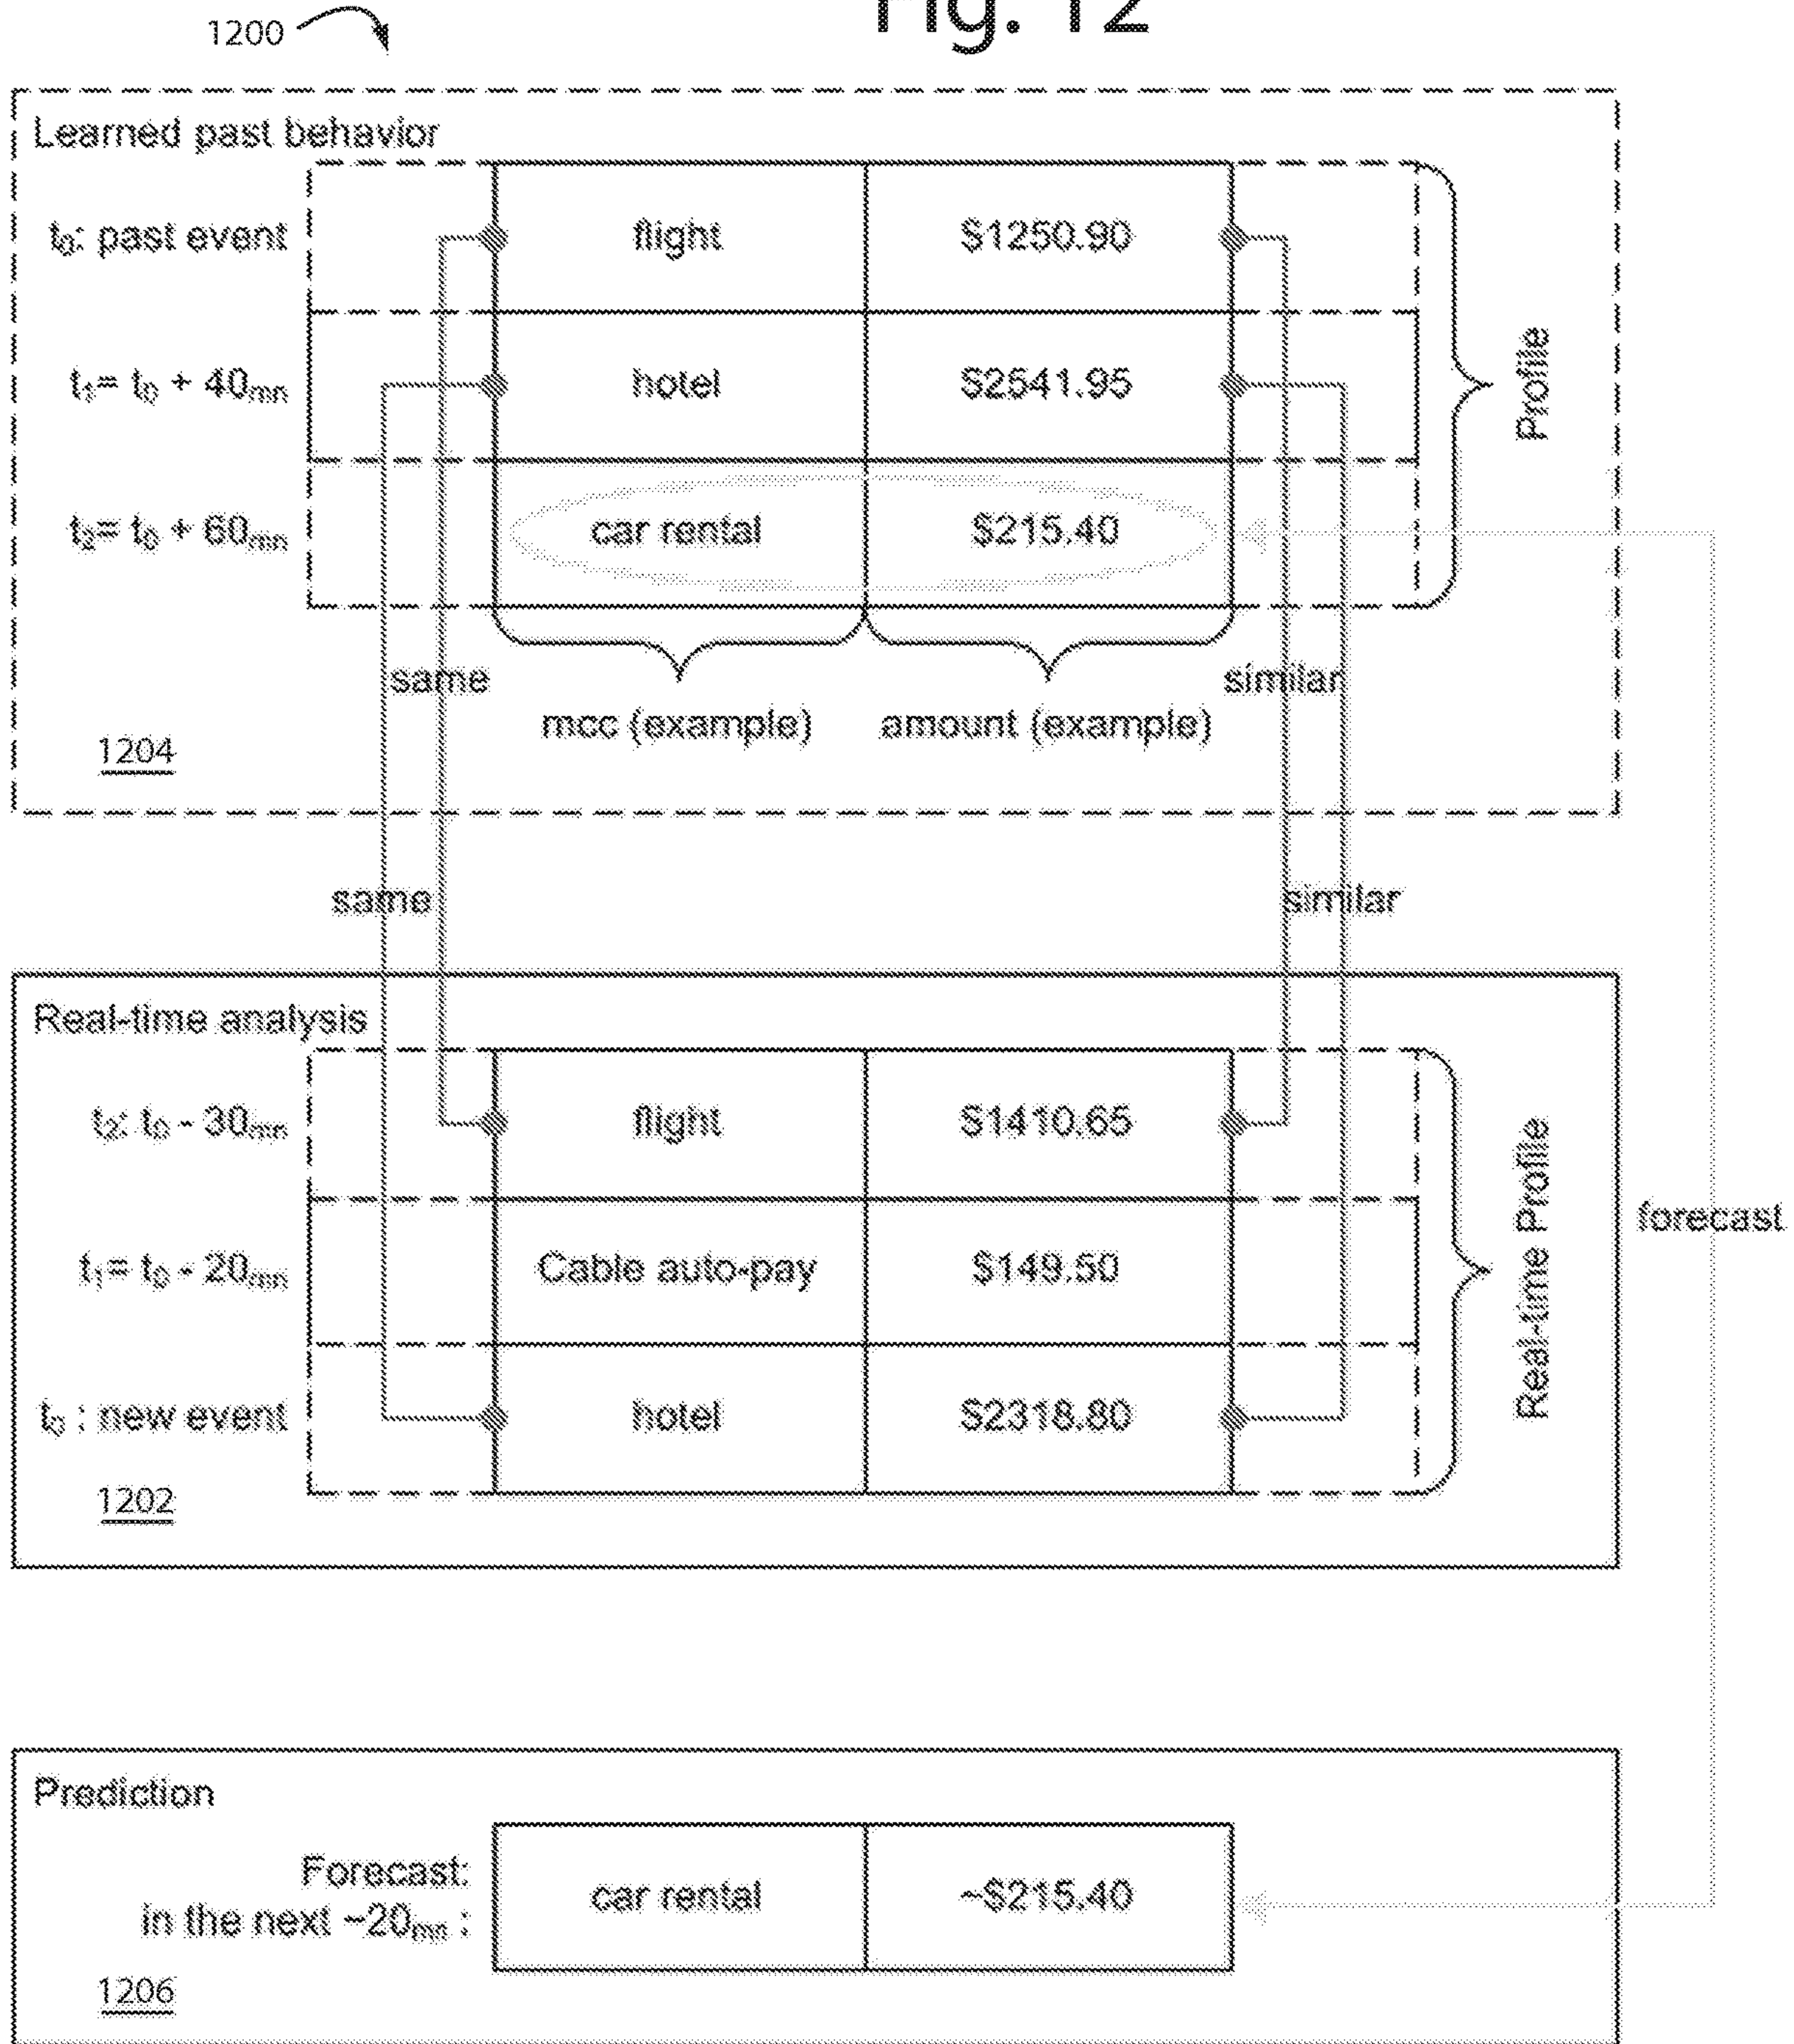 Fig. 12
1200
Learned past behavior
t0: past event flight $1250.90
t1= t0 + 40mn hotel $2541.95
t2= t0 + 60mn car rental $215.40
Profile
same similar
mcc (example) amount (example)
1204
same similar
Real-time analysis
t2: t0 - 30mn flight $1410.65
t1= t0 - 20mn Cable auto-pay $149.50
t0 : new event hotel $2318.80
Real-time Profile
forecast
1202
Prediction
Forecast:
in the next ~20mn :
car rental ~$215.40
1206